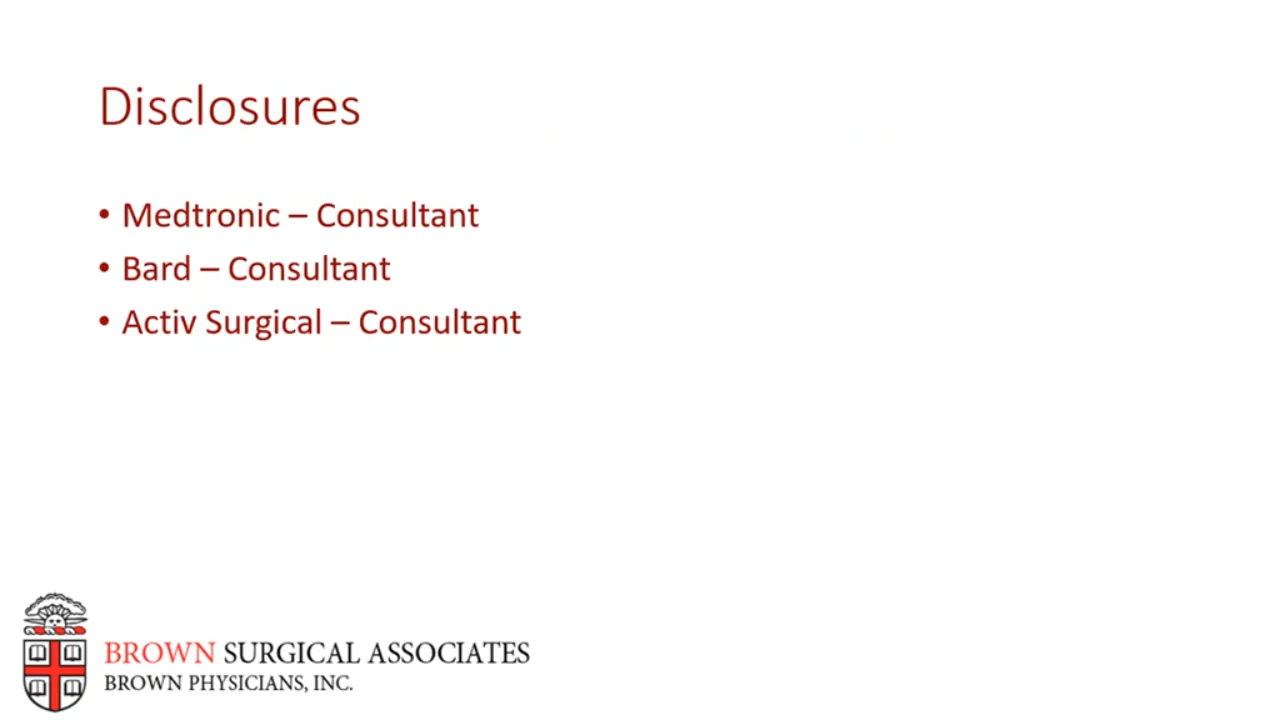 Disclosures
• Medtronic – Consultant
• Bard – Consultant
• Activ Surgical – Consultant
BROWN SURGICAL ASSOCIATES
BROWN PHYSICIANS, INC.